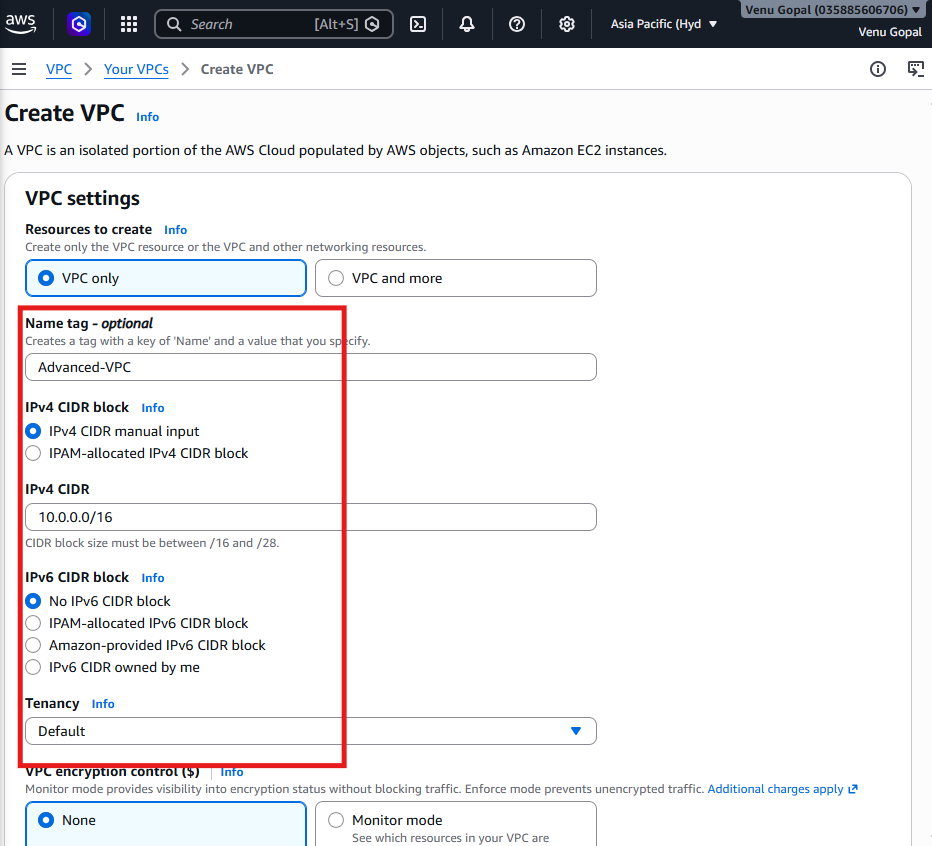 aws
Search [Alt+S]
Asia Pacific (Hyd
Venu Gopal (035885606706)
Venu Gopal
VPC > Your VPCs > Create VPC
Create VPC Info
A VPC is an isolated portion of the AWS Cloud populated by AWS objects, such as Amazon EC2 instances.
VPC settings
Resources to create Info
Create only the VPC resource or the VPC and other networking resources.
VPC only VPC and more
Name tag - optional
Creates a tag with a key of 'Name' and a value that you specify.
Advanced-VPC
IPv4 CIDR block Info
IPv4 CIDR manual input
IPAM-allocated IPv4 CIDR block
IPv4 CIDR
10.0.0.0/16
CIDR block size must be between /16 and /28.
IPv6 CIDR block Info
No IPv6 CIDR block
IPAM-allocated IPv6 CIDR block
Amazon-provided IPv6 CIDR block
IPv6 CIDR owned by me
Tenancy Info
Default
VPC encryption control ($) Info
Monitor mode provides visibility into encryption status without blocking traffic. Enforce mode prevents unencrypted traffic. Additional charges apply
None Monitor mode
See which resources in your VPC are